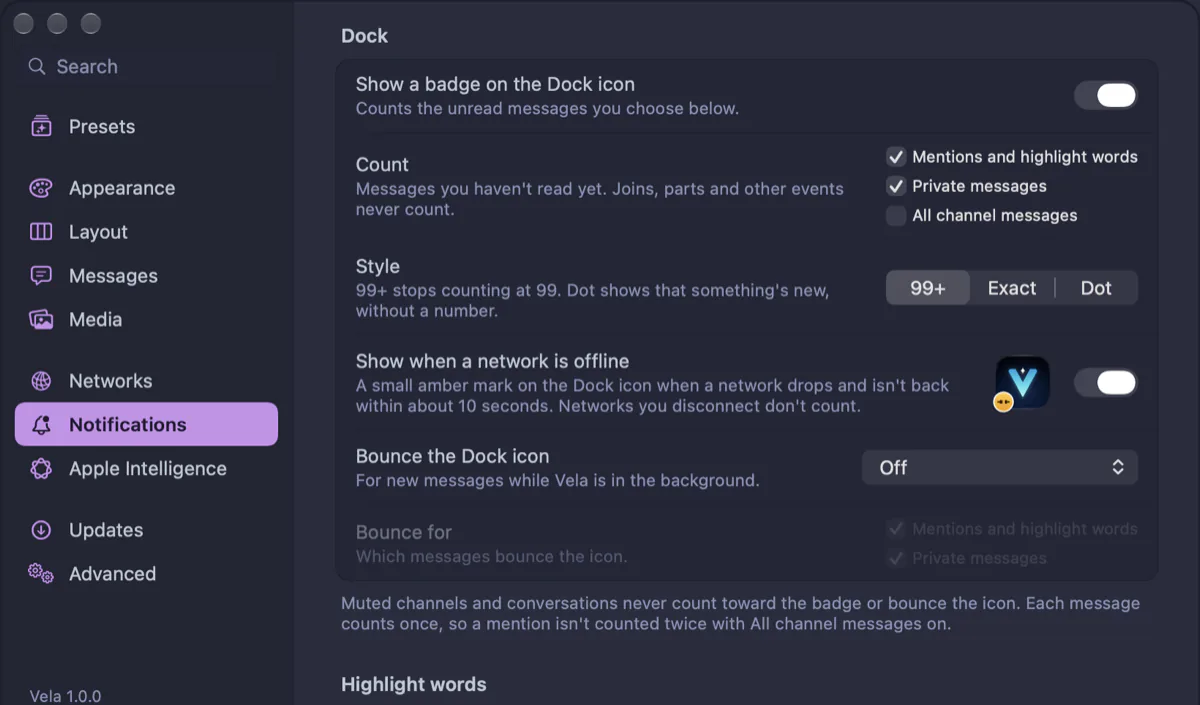 Search
Presets
Appearance
Layout
Messages
Media
Networks
Notifications
Apple Intelligence
Updates
Advanced
Vela 1.0.0
Dock
Show a badge on the Dock icon
Counts the unread messages you choose below.
Count
Messages you haven't read yet. Joins, parts and other events
never count.
Mentions and highlight words
Private messages
All channel messages
Style
99+ stops counting at 99. Dot shows that something's new,
without a number.
99+ Exact Dot
Show when a network is offline
A small amber mark on the Dock icon when a network drops and isn't back
within about 10 seconds. Networks you disconnect don't count.
Bounce the Dock icon
For new messages while Vela is in the background.
Off
Bounce for
Which messages bounce the icon.
Mentions and highlight words
Private messages
Muted channels and conversations never count toward the badge or bounce the icon. Each message
counts once, so a mention isn't counted twice with All channel messages on.
Highlight words